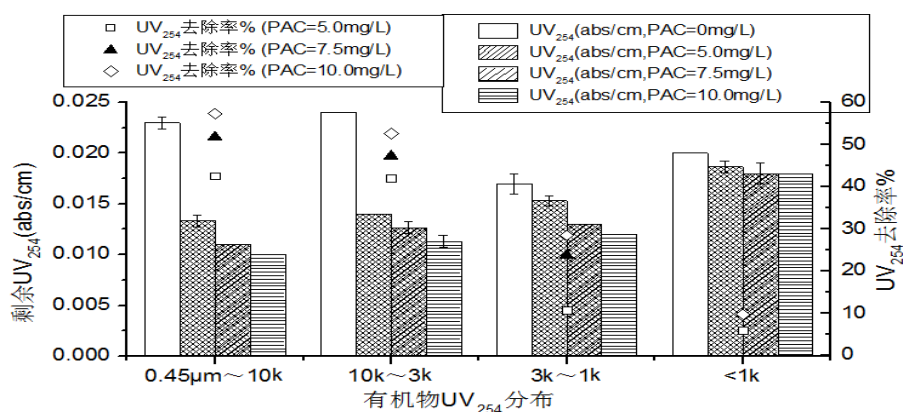 UV254去除率% (PAC=5.0mg/L)
UV254去除率% (PAC=7.5mg/L)
UV254去除率% (PAC=10.0mg/L)
UV254(abs/cm,PAC=0mg/L)
UV254(abs/cm,PAC=5.0mg/L)
UV254(abs/cm,PAC=7.5mg/L)
UV254(abs/cm,PAC=10.0mg/L)
剩余UV254(abs/cm)
0.025
0.020
0.015
0.010
0.005
0.000
60
50
40
30
20
10
0
UV254去除率%
0.45µm～10k
10k～3k
3k～1k
<1k
有机物UV254分布